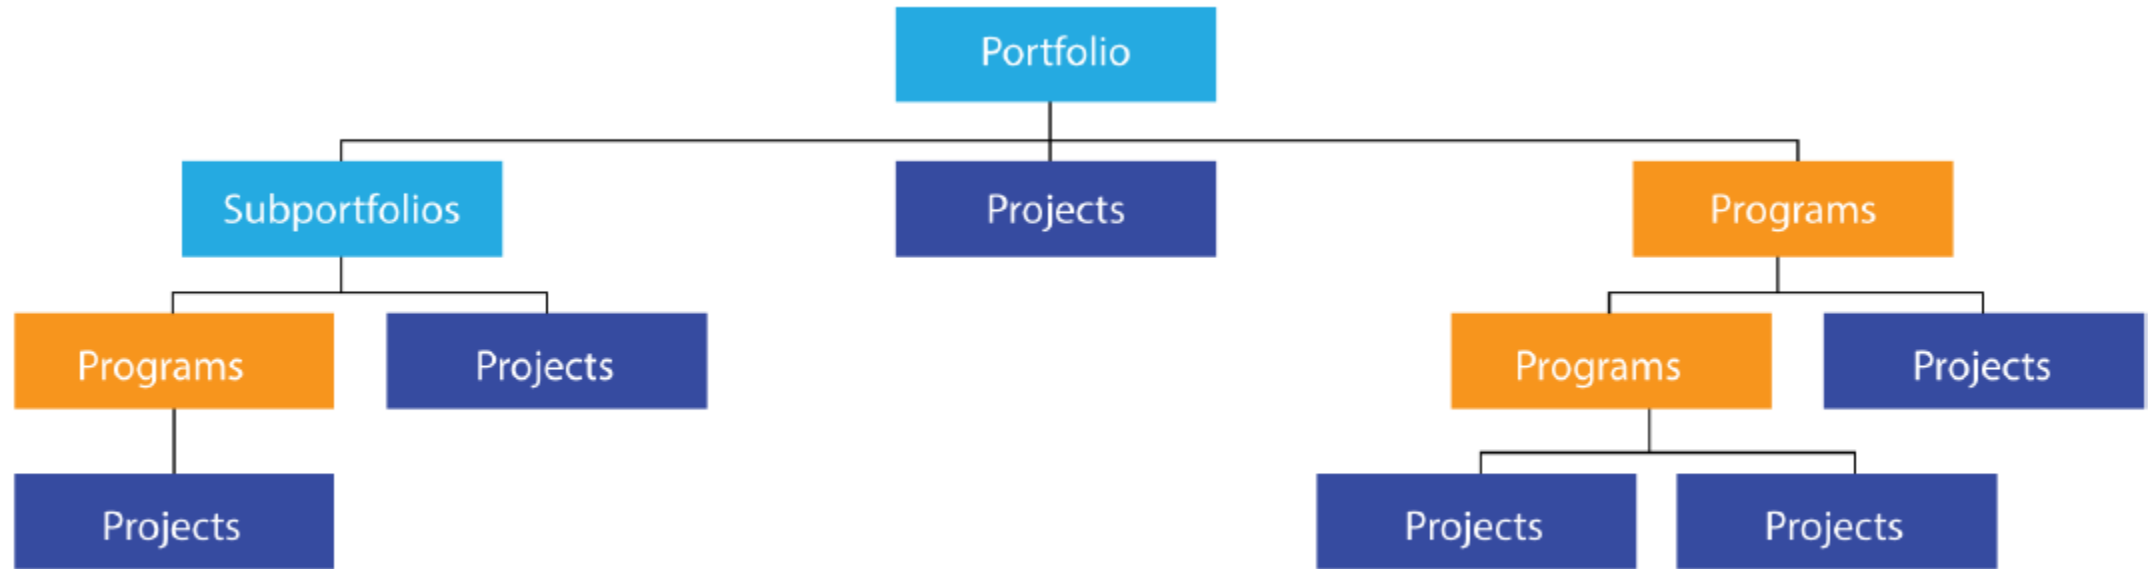 Portfolio
Subportfolios
Projects
Programs
Programs
Projects
Programs
Projects
Projects
Projects
Projects